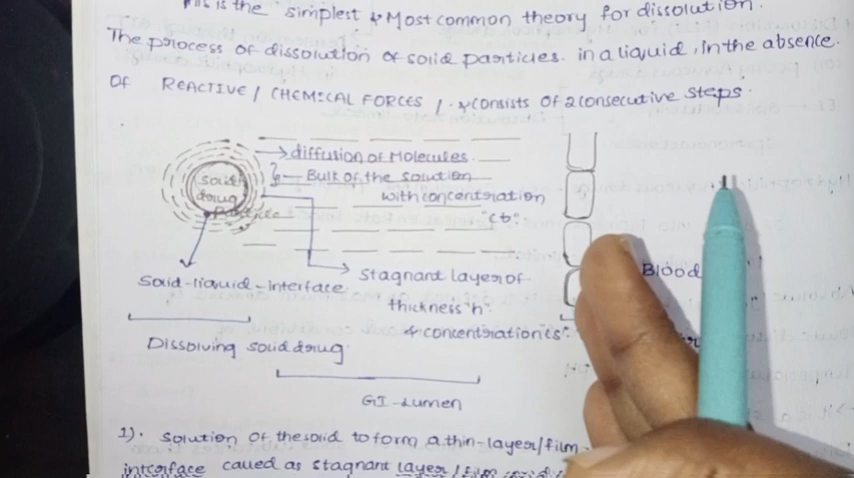 This is the simplest & Most common theory for dissolution.
The process of dissolution of solid particles in a liquid, in the absence
Of REACTIVE / CHEMICAL FORCES /. & consists of 2 consecutive steps.
diffusion of Molecules.
Bulk of the solution
with concentration
"Cb".
solid
drug
Particle
Solid-liquid-interface
Stagnant layer of
thickness "h".
& concentration "cs".
Blood
Dissolving solid drug.
GI-Lumen
1). Solution of the solid to form a thin-layer/film-
interface called as stagnant layer / film